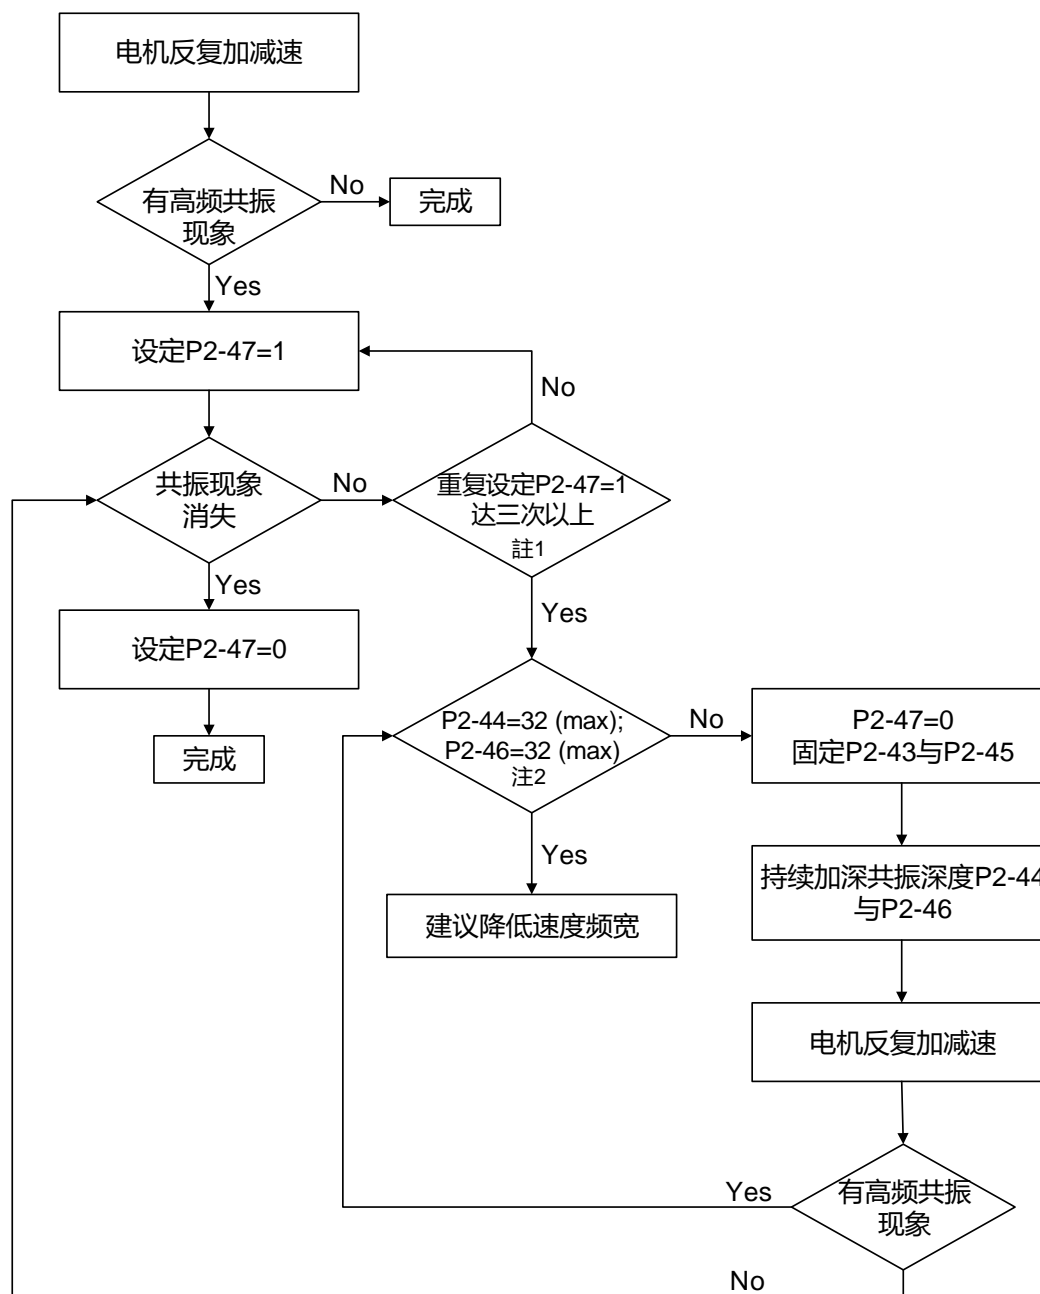 电机反复加减速
有高频共振
现象
No
完成
Yes
设定P2-47=1
No
共振现象
消失
No
重复设定P2-47=1
达三次以上
註1
Yes
Yes
设定P2-47=0
完成
P2-44=32 (max);
P2-46=32 (max)
注2
No
P2-47=0
固定P2-43与P2-45
Yes
建议降低速度频宽
持续加深共振深度P2-44
与P2-46
电机反复加减速
有高频共振
现象
Yes
No